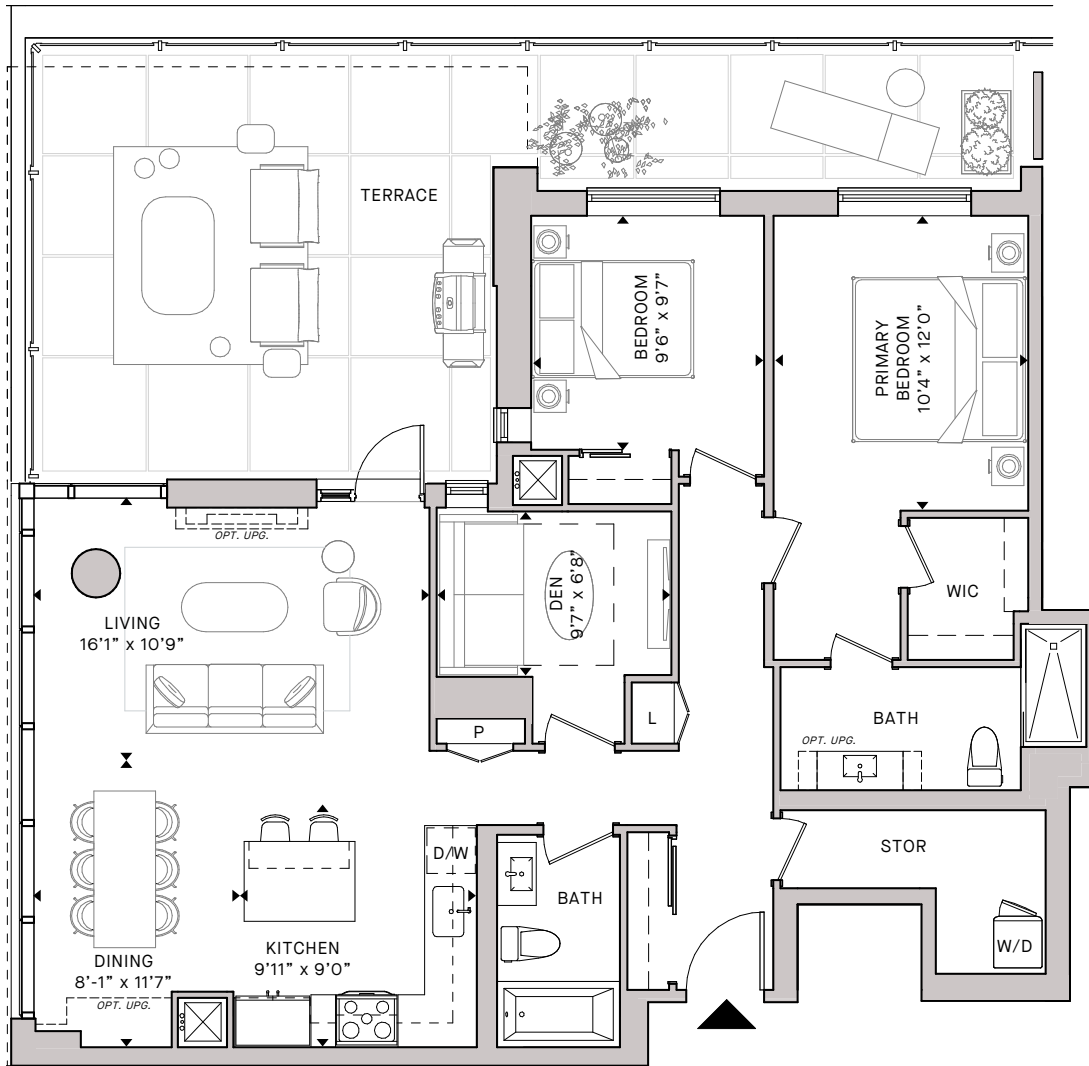 TERRACE
BEDROOM
9'6" x 9'7"
PRIMARY
BEDROOM
10'4" x 12'0"
OPT. UPG.
DEN
9'7" x 6'8"
WIC
LIVING
16'1" x 10'9"
L
P
BATH
OPT. UPG.
D/W
STOR
BATH
W/D
KITCHEN
9'11" x 9'0"
DINING
8'-1" x 11'7"
OPT. UPG.